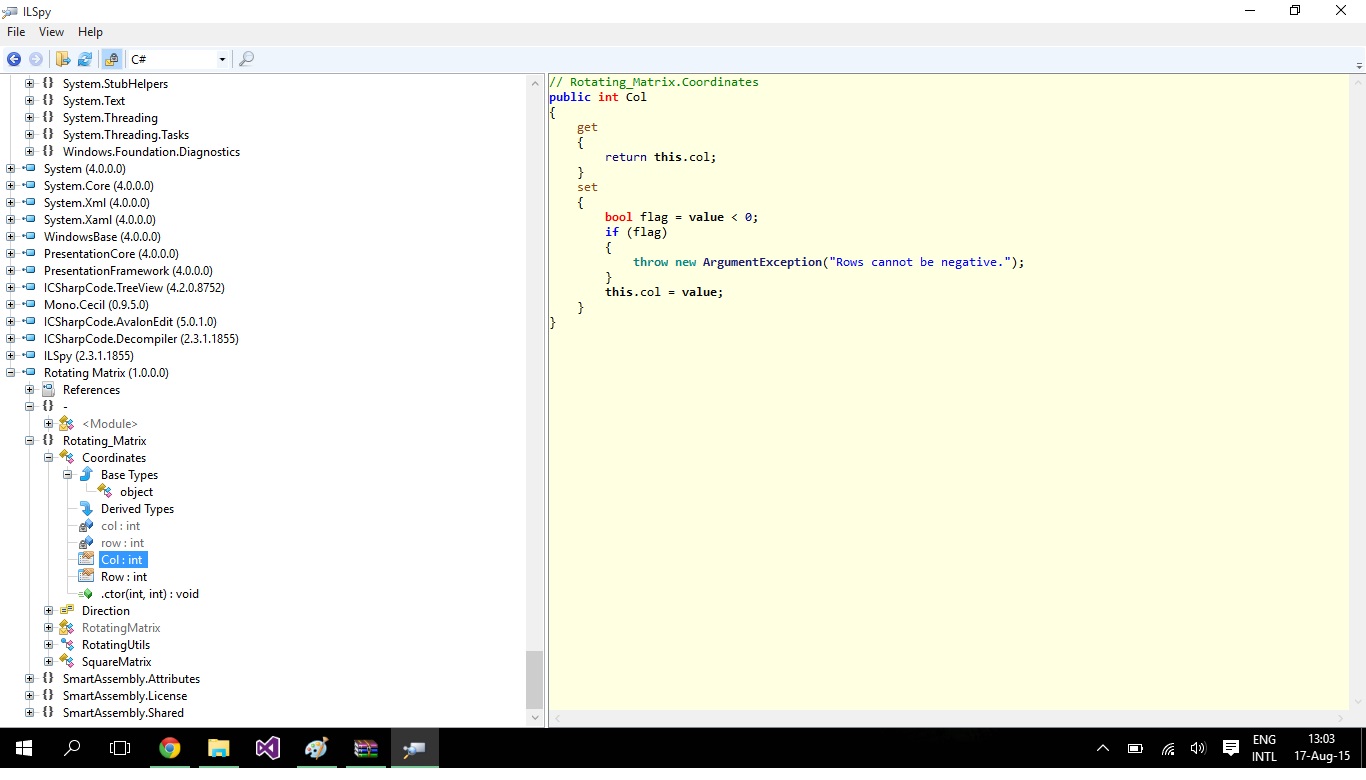 ILSpy
File View Help
C#
System.StubHelpers
System.Text
System.Threading
System.Threading.Tasks
Windows.Foundation.Diagnostics
System (4.0.0.0)
System.Core (4.0.0.0)
System.Xml (4.0.0.0)
System.Xaml (4.0.0.0)
WindowsBase (4.0.0.0)
PresentationCore (4.0.0.0)
PresentationFramework (4.0.0.0)
ICSharpCode.TreeView (4.2.0.8752)
Mono.Cecil (0.9.5.0)
ICSharpCode.AvalonEdit (5.0.1.0)
ICSharpCode.Decompiler (2.3.1.1855)
ILSpy (2.3.1.1855)
Rotating Matrix (1.0.0.0)
References
{} -
<Module>
Rotating_Matrix
Coordinates
Base Types
object
Derived Types
col : int
row : int
Col : int
Row : int
.ctor(int, int) : void
Direction
RotatingMatrix
RotatingUtils
SquareMatrix
SmartAssembly.Attributes
SmartAssembly.License
SmartAssembly.Shared
// Rotating_Matrix.Coordinates
public int Col
{
get
{
return this.col;
}
set
{
bool flag = value < 0;
if (flag)
{
throw new ArgumentException("Rows cannot be negative.");
}
this.col = value;
}
}
ENG
INTL
13:03
17-Aug-15